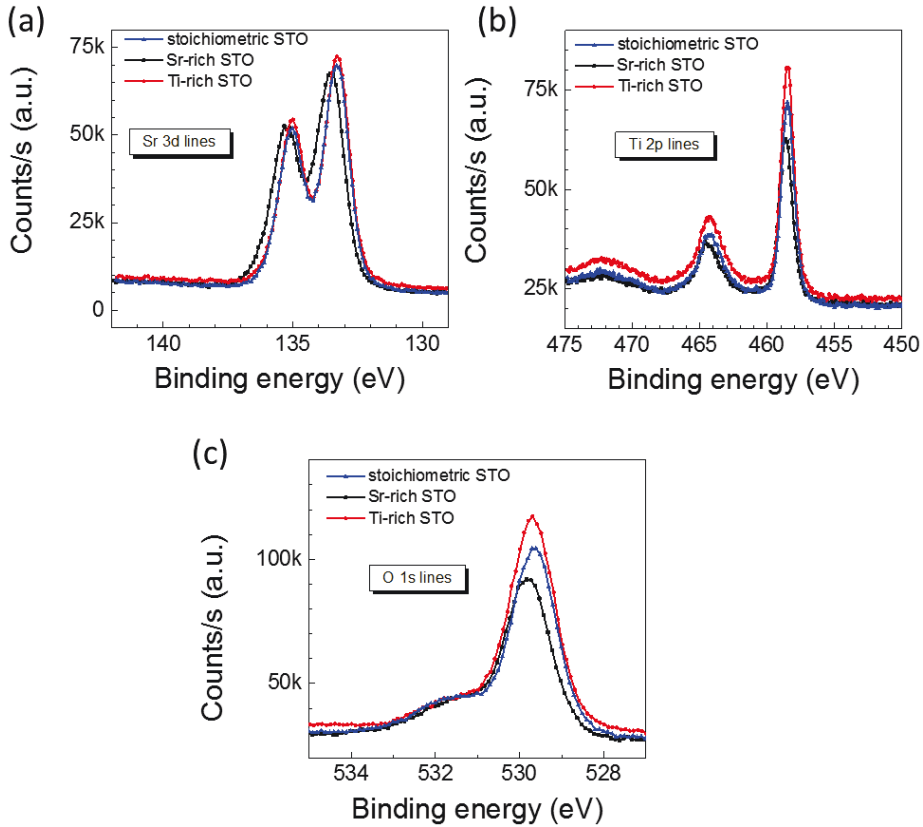 (a)
75k
50k
25k
0
Counts/s (a.u.)
stoichiometric STO
Sr-rich STO
Ti-rich STO
Sr 3d lines
140
135
130
Binding energy (eV)
(b)
75k
50k
25k
Counts/s (a.u.)
stoichiometric STO
Sr-rich STO
Ti-rich STO
Ti 2p lines
475
470
465
460
455
450
Binding energy (eV)
(c)
100k
50k
Counts/s (a.u.)
stoichiometric STO
Sr-rich STO
Ti-rich STO
O 1s lines
534
532
530
528
Binding energy (eV)